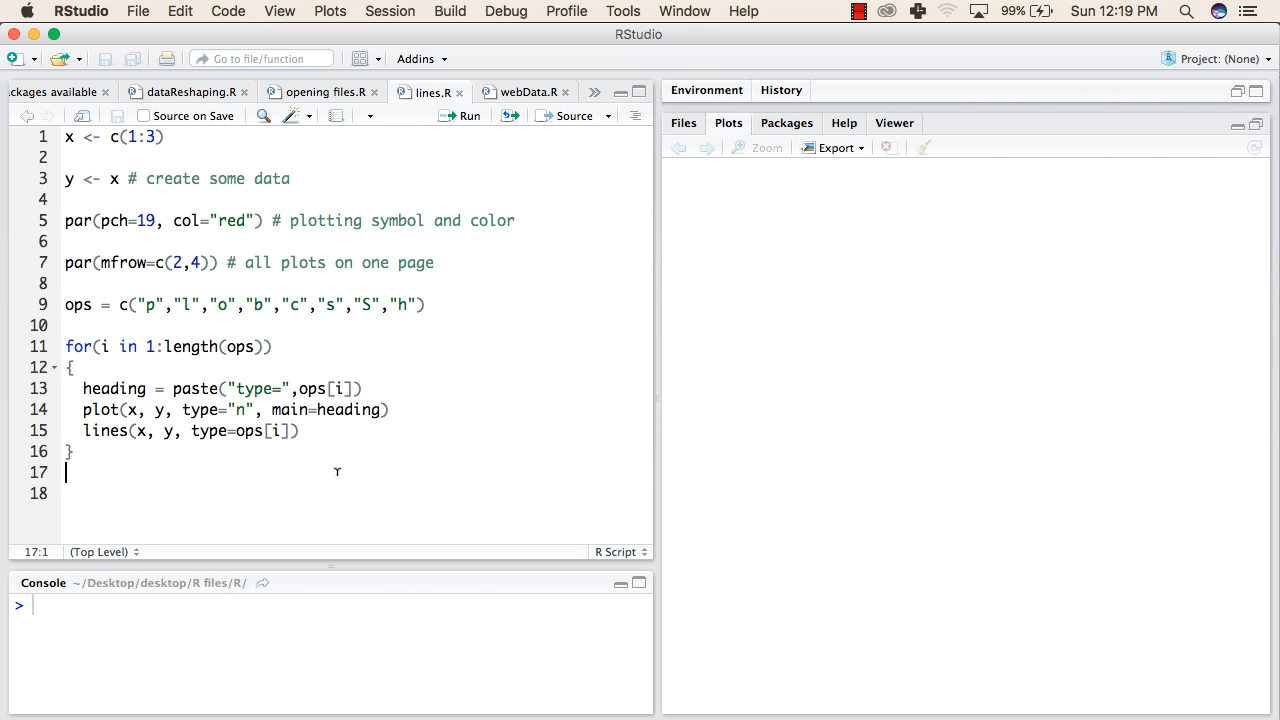 RStudio File Edit Code View Plots Session Build Debug Profile Tools Window Help 99% Sun 12:19 PM
RStudio
Go to file/function Addins Project: (None)
ckages available dataReshaping.R opening files.R lines.R webData.R
Source on Save Run Source
1 x <- c(1:3)
2
3 y <- x # create some data
4
5 par(pch=19, col="red") # plotting symbol and color
6
7 par(mfrow=c(2,4)) # all plots on one page
8
9 ops = c("p","l","o","b","c","s","S","h")
10
11 for(i in 1:length(ops))
12 {
13 heading = paste("type=",ops[i])
14 plot(x, y, type="n", main=heading)
15 lines(x, y, type=ops[i])
16 }
17
18
17:1 (Top Level) R Script
Console ~/Desktop/desktop/R files/R/
>
Environment History
Files Plots Packages Help Viewer
Zoom Export